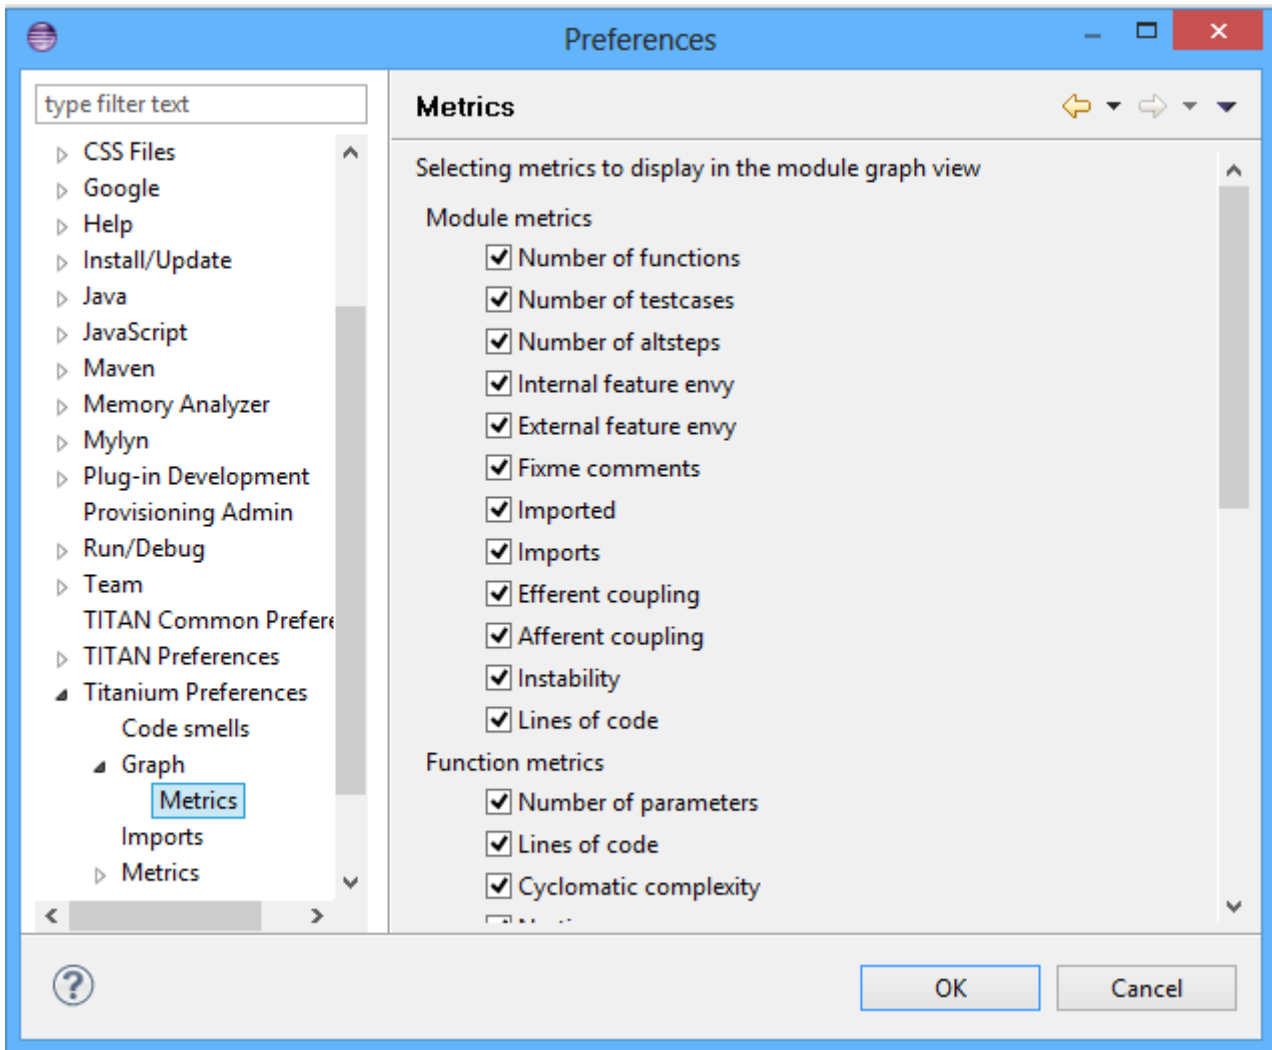 Preferences
type filter text
CSS Files
Google
Help
Install/Update
Java
JavaScript
Maven
Memory Analyzer
Mylyn
Plug-in Development
Provisioning Admin
Run/Debug
Team
TITAN Common Prefere
TITAN Preferences
Titanium Preferences
Code smells
Graph
Metrics
Imports
Metrics
Metrics
Selecting metrics to display in the module graph view
Module metrics
Number of functions
Number of testcases
Number of altsteps
Internal feature envy
External feature envy
Fixme comments
Imported
Imports
Efferent coupling
Afferent coupling
Instability
Lines of code
Function metrics
Number of parameters
Lines of code
Cyclomatic complexity
OK
Cancel